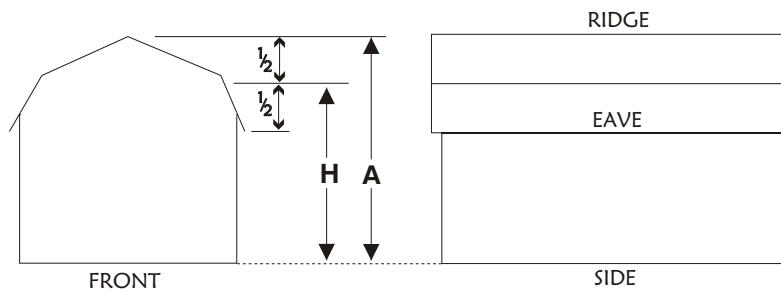 RIDGE
½
½
EAVE
H
A
FRONT
SIDE